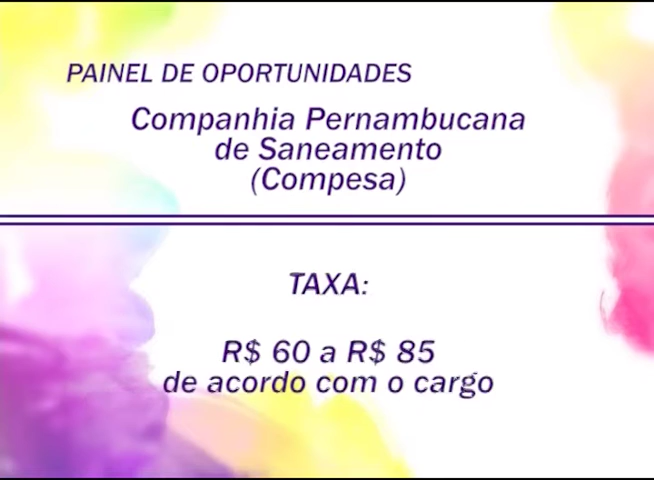 PAINEL DE OPORTUNIDADES
Companhia Pernambucana
de Saneamento
(Compesa)
TAXA:
R$ 60 a R$ 85
de acordo com o cargo